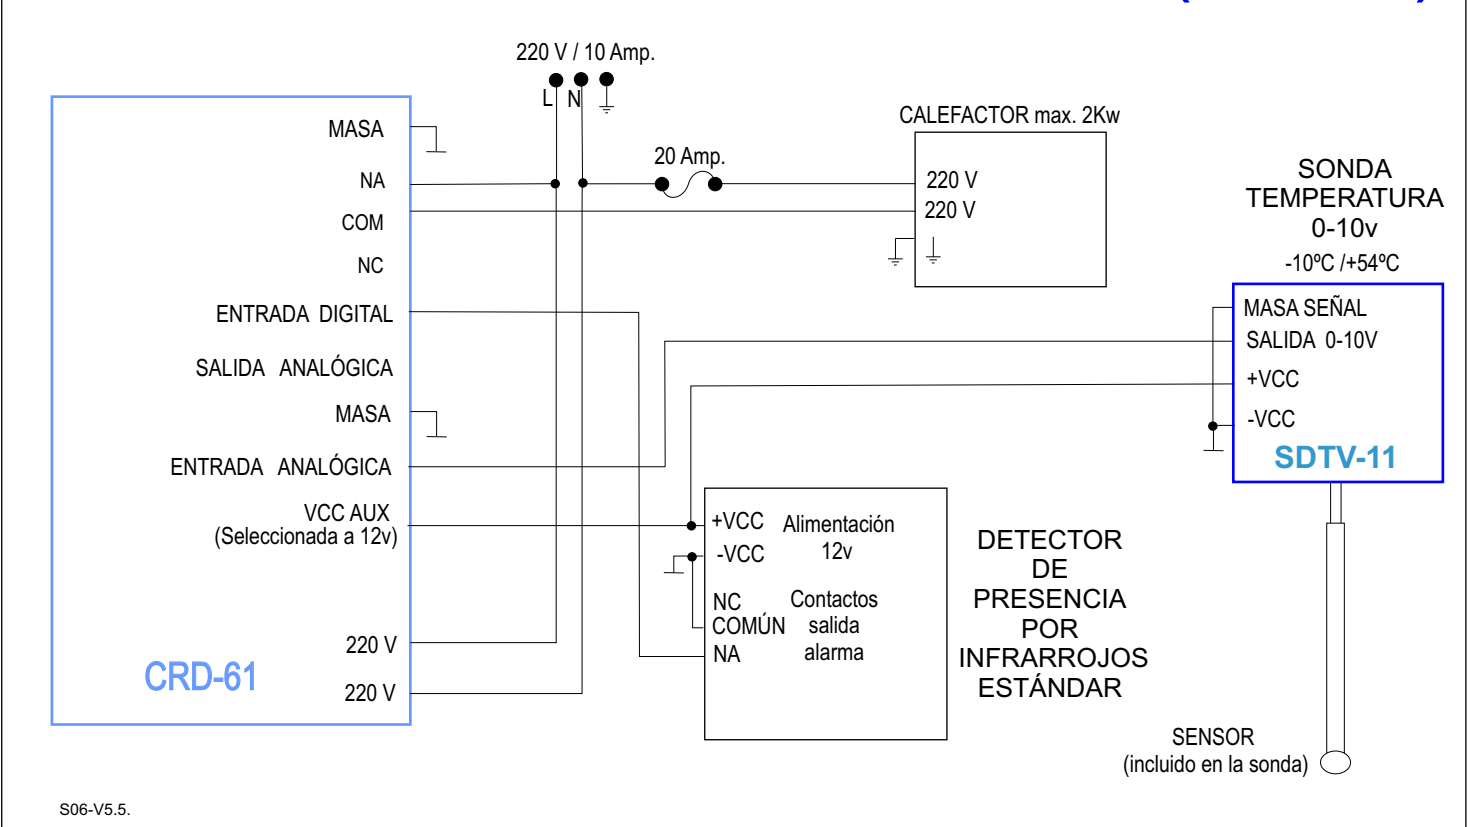 220 V / 10 Amp.
L N
MASA
NA
COM
NC
ENTRADA DIGITAL
SALIDA ANALÓGICA
MASA
ENTRADA ANALÓGICA
VCC AUX
(Seleccionada a 12v)
220 V
220 V
CRD-61
20 Amp.
CALEFACTOR max. 2Kw
220 V
220 V
SONDA
TEMPERATURA
0-10v
-10ºC /+54ºC
MASA SEÑAL
SALIDA 0-10V
+VCC
-VCC
SDTV-11
+VCC Alimentación
-VCC 12v
NC Contactos
COMÚN salida
NA alarma
DETECTOR
DE
PRESENCIA
POR
INFRARROJOS
ESTÁNDAR
SENSOR
(incluido en la sonda)
S06-V5.5.